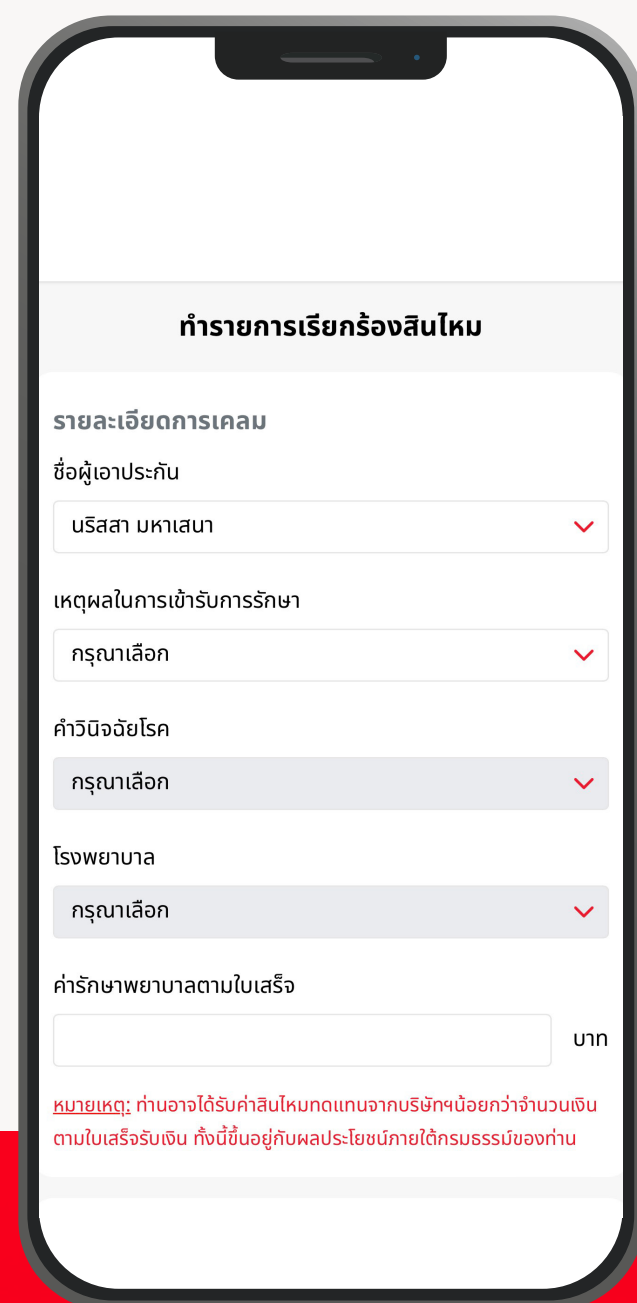 ทำรายการเรียกร้องสินไหม
รายละเอียดการเคลม
ชื่อผู้เอาประกัน
นริสสา มหาเสนา
เหตุผลในการเข้ารับการรักษา
กรุณาเลือก
คำวินิจฉัยโรค
กรุณาเลือก
โรงพยาบาล
กรุณาเลือก
ค่ารักษาพยาบาลตามใบเสร็จ
บาท
หมายเหตุ: ท่านอาจได้รับค่าสินไหมทดแทนจากบริษัทฯน้อยกว่าจำนวนเงิน
ตามใบเสร็จรับเงิน ทั้งนี้ขึ้นอยู่กับผลประโยชน์ภายใต้กรมธรรม์ของท่าน